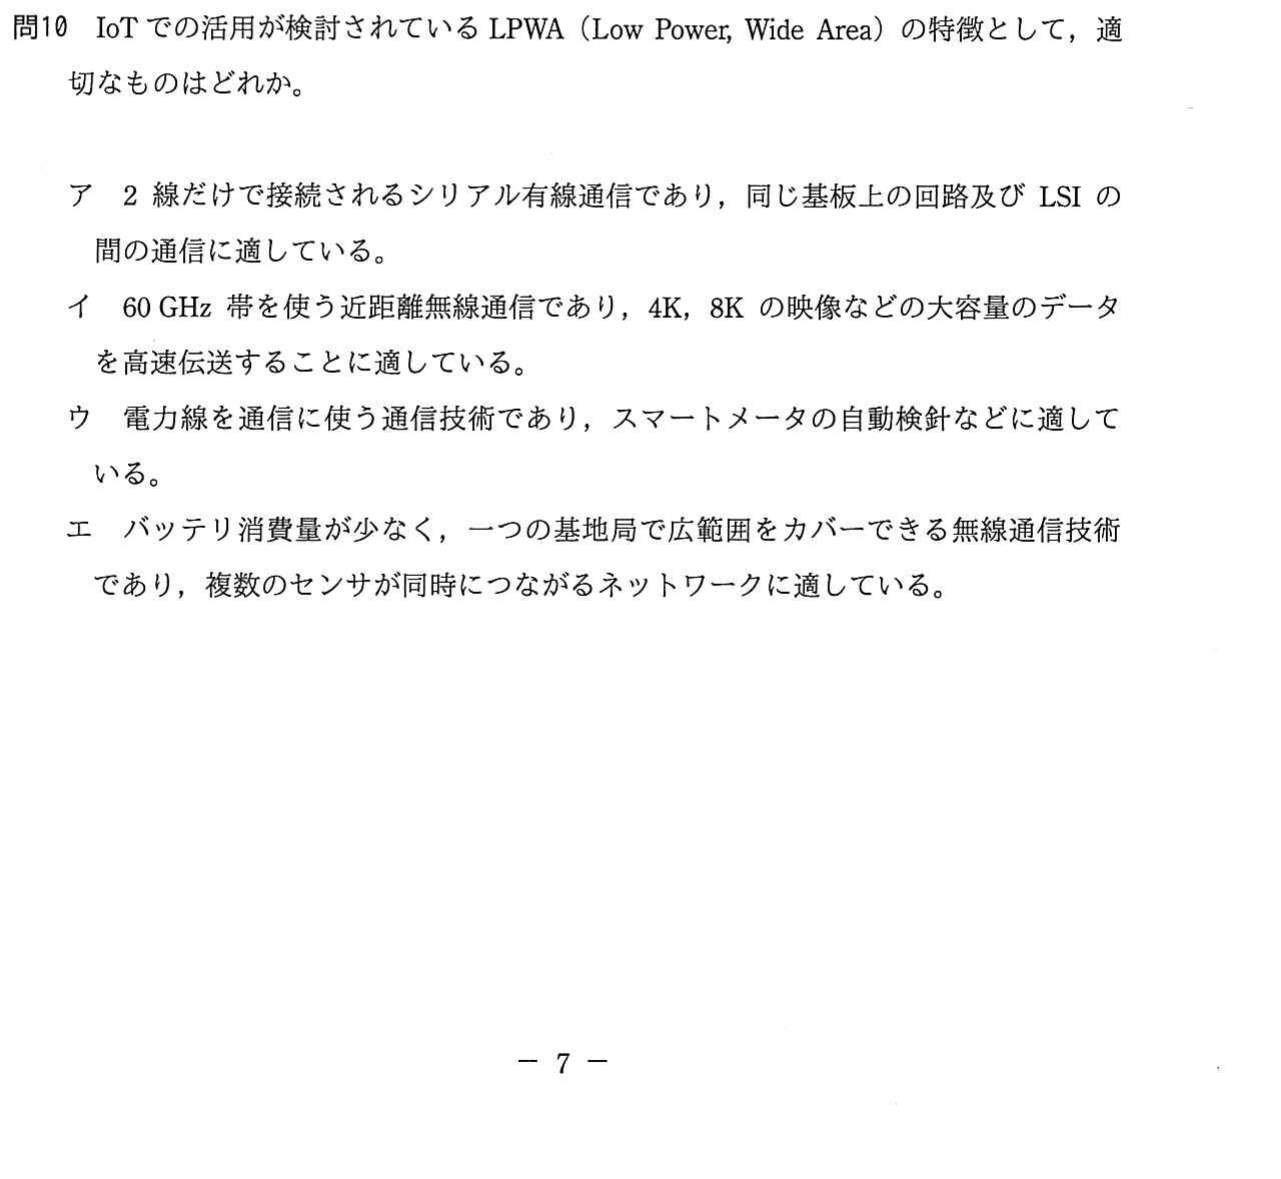 問10 IoT での活用が検討されている LPWA（Low Power, Wide Area）の特徴として，適
切なものはどれか。
ア 2 線だけで接続されるシリアル有線通信であり，同じ基板上の回路及び LSI の
間の通信に適している。
イ 60 GHz 帯を使う近距離無線通信であり，4K，8K の映像などの大容量のデータ
を高速伝送することに適している。
ウ 電力線を通信に使う通信技術であり，スマートメータの自動検針などに適して
いる。
エ バッテリ消費量が少なく，一つの基地局で広範囲をカバーできる無線通信技術
であり，複数のセンサが同時につながるネットワークに適している。
－ 7 －